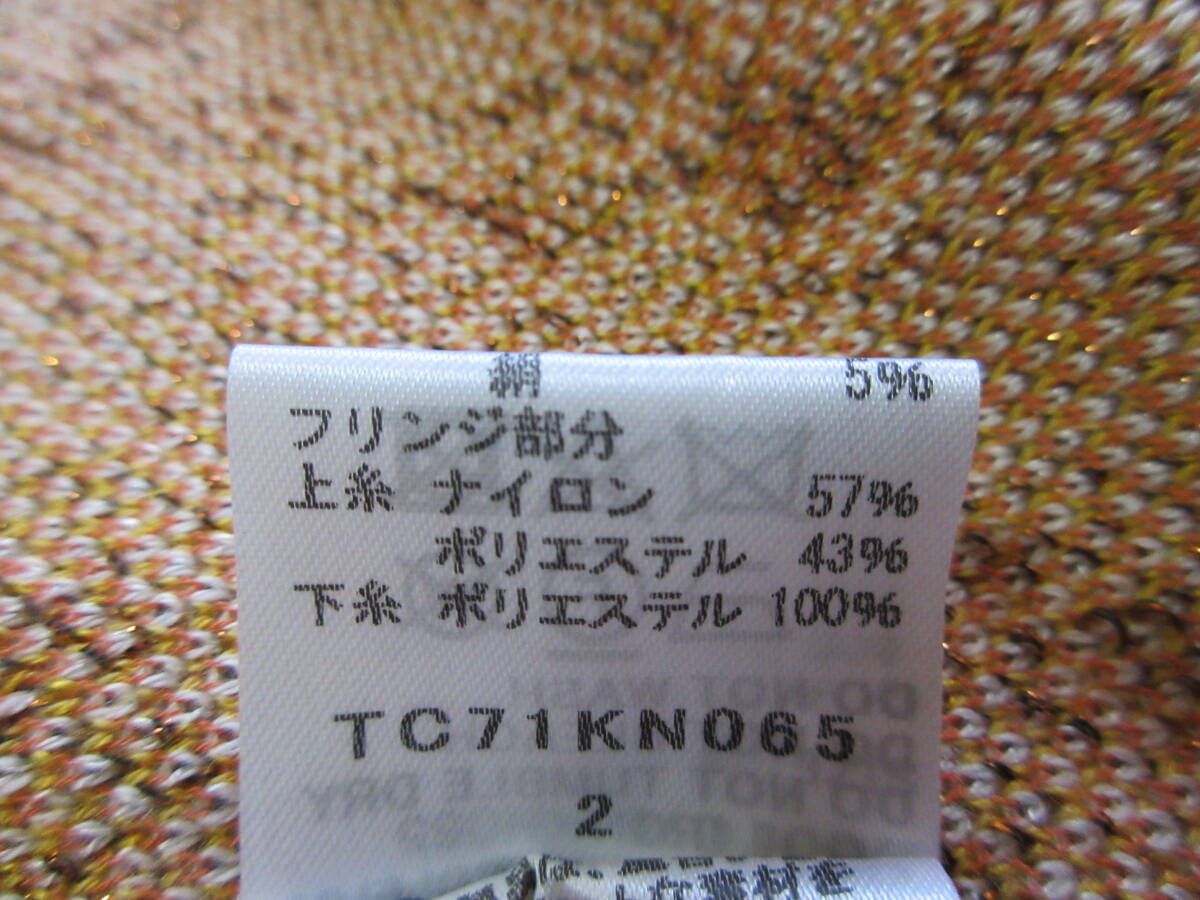 綿 5%
フリンジ部分
上糸 ナイロン 57%
ポリエステル 43%
下糸 ポリエステル 100%
TC71KN065
2